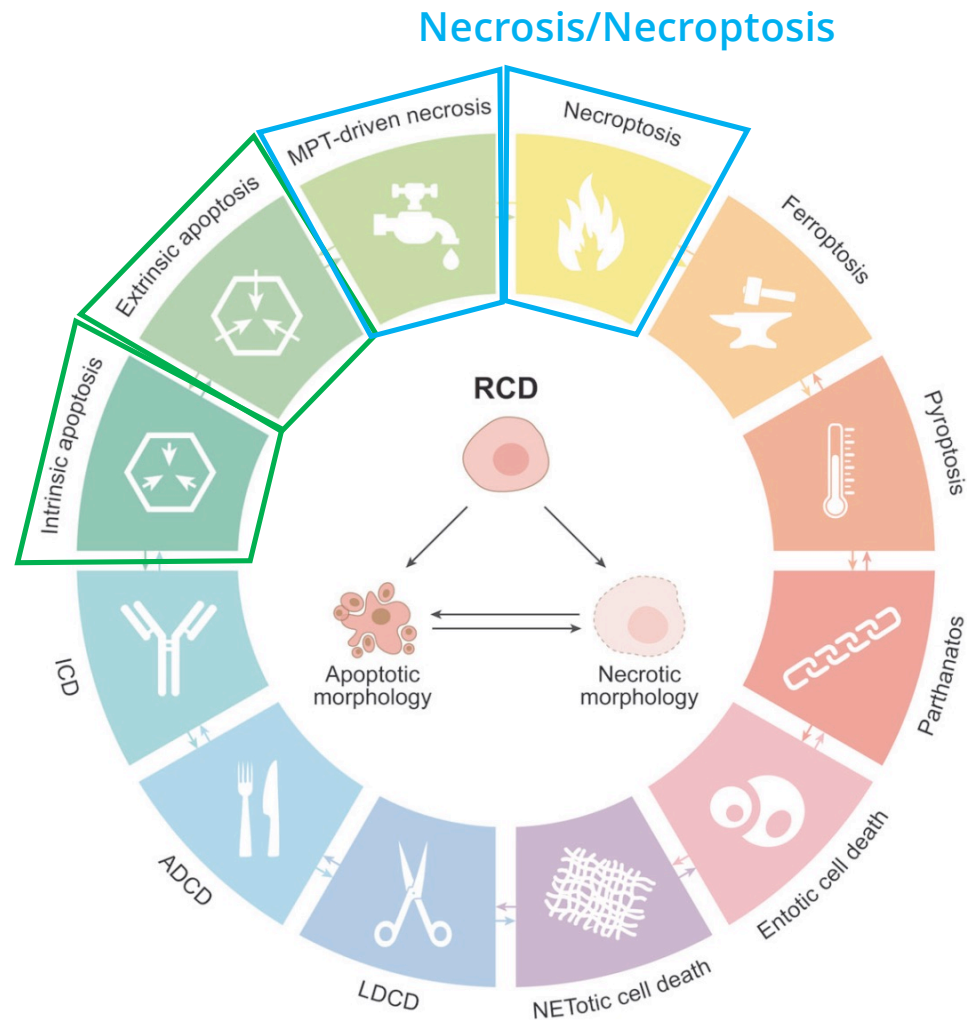 Necrosis/Necroptosis
MPT-driven necrosis
Necroptosis
Ferroptosis
Pyroptosis
Parthanatos
Entotic cell death
NETotic cell death
LDCD
ADCD
ICD
Intrinsic apoptosis
Extrinsic apoptosis
RCD
Apoptotic
morphology
Necrotic
morphology